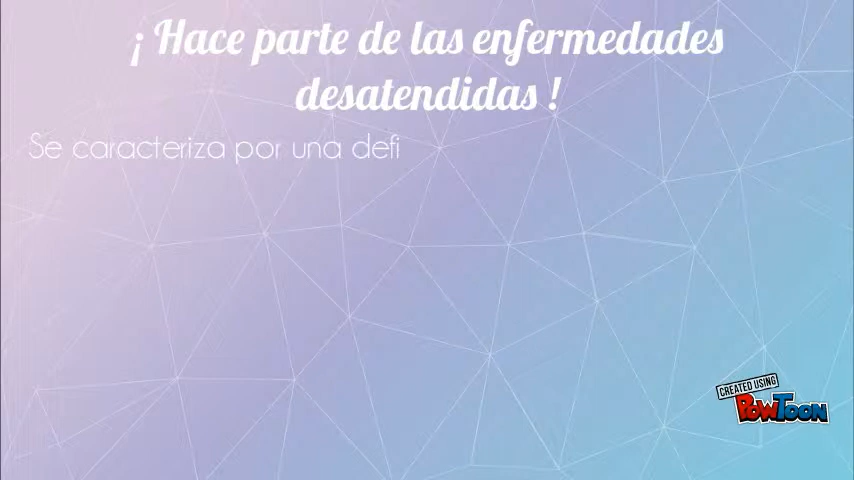 ¡ Hace parte de las enfermedades
desatendidas !
Se caracteriza por una defi
CREATED USING
POWTOON